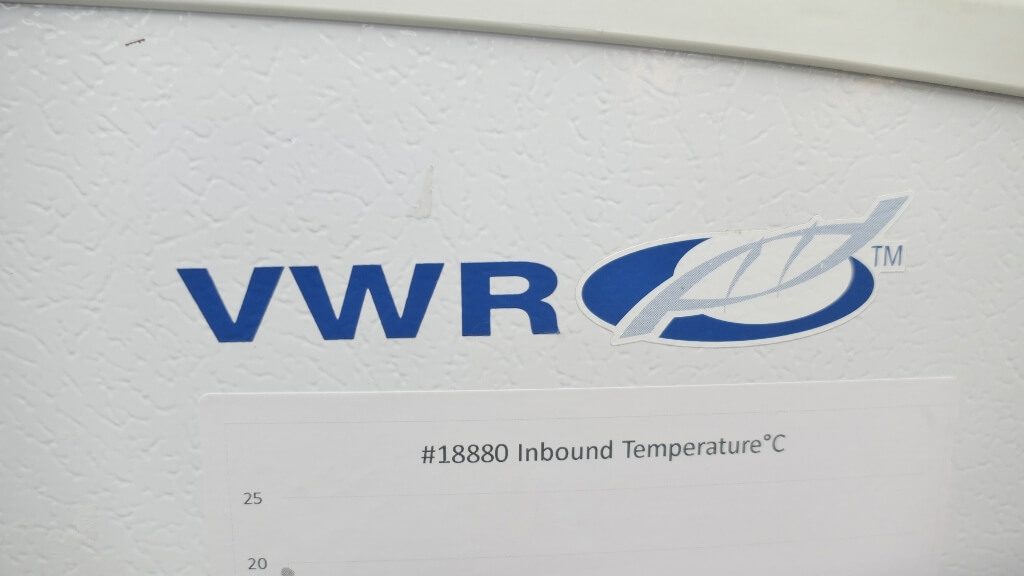 VWR TM
#18880 Inbound Temperature°C
25
20